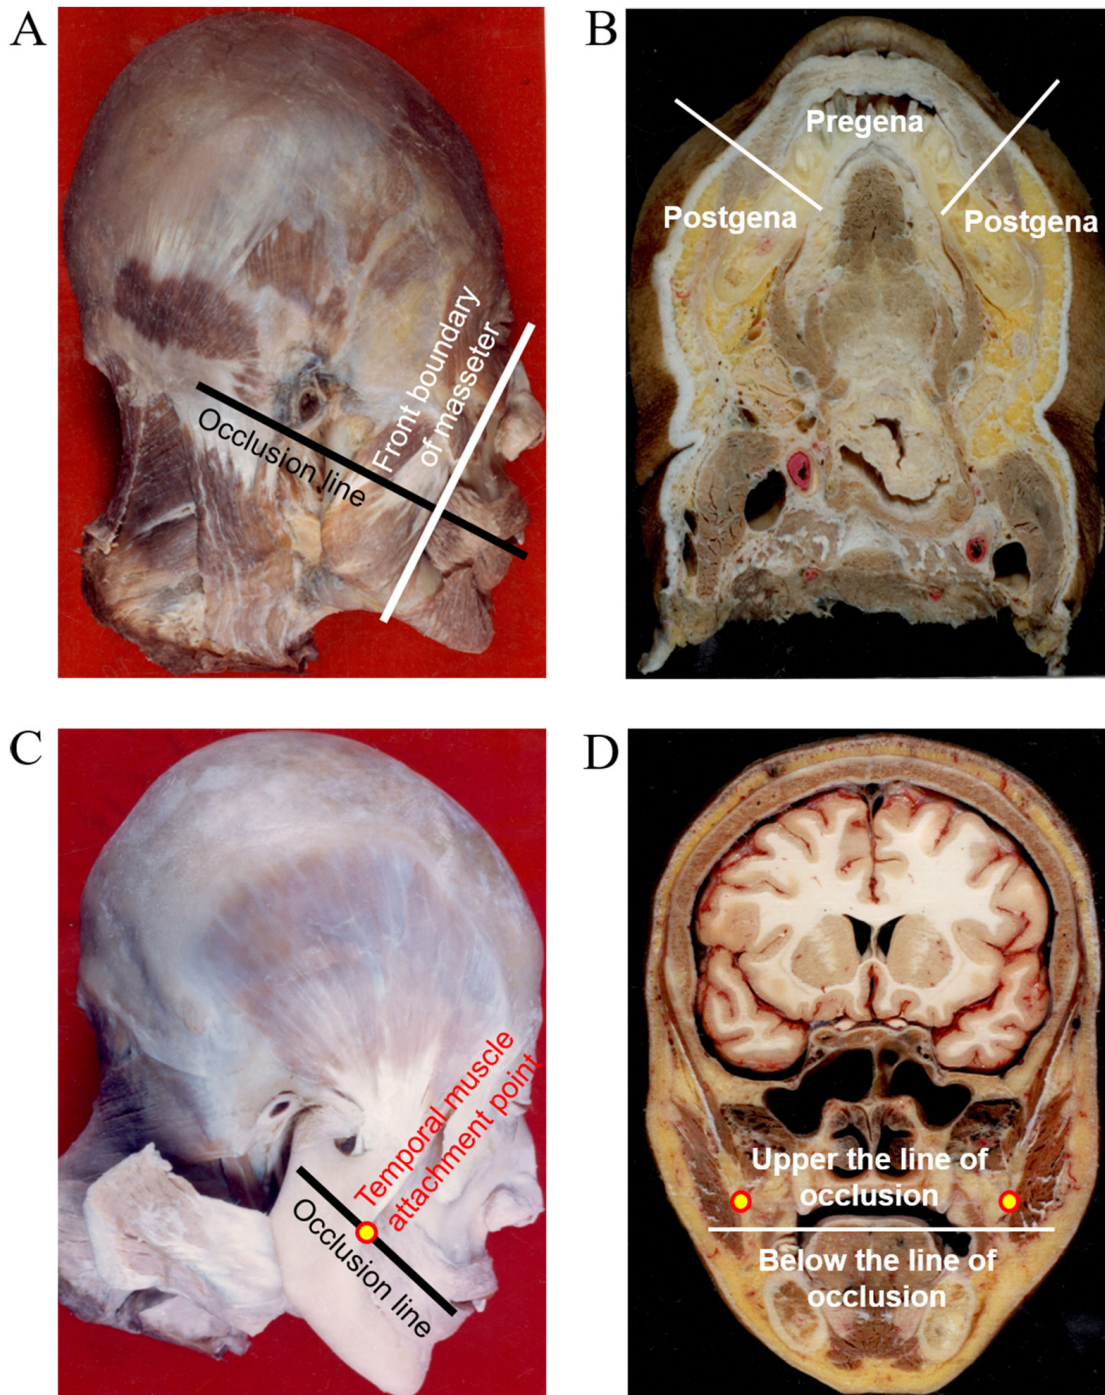 A
Occlusion line
Front boundary
of masseter
B
Pregena
Postgena
Postgena
C
Temporal muscle
attachment point
Occlusion line
D
Upper the line of
occlusion
Below the line of
occlusion